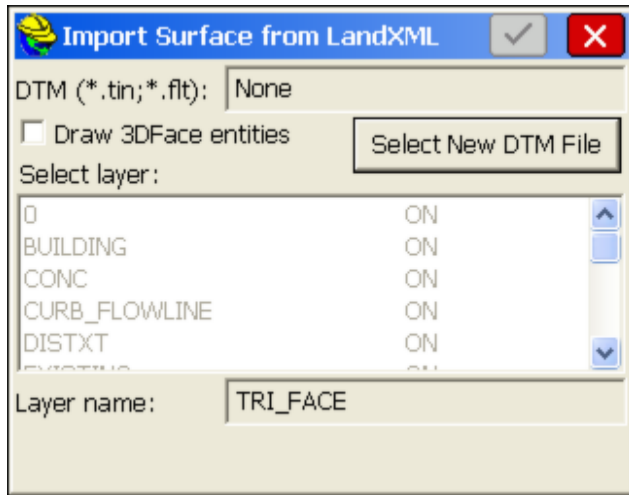 Import Surface from LandXML
DTM (*.tin;*.flt): None
Draw 3DFace entities
Select New DTM File
Select layer:
0 ON
BUILDING ON
CONC ON
CURB_FLOWLINE ON
DISTXT ON
Layer name: TRI_FACE